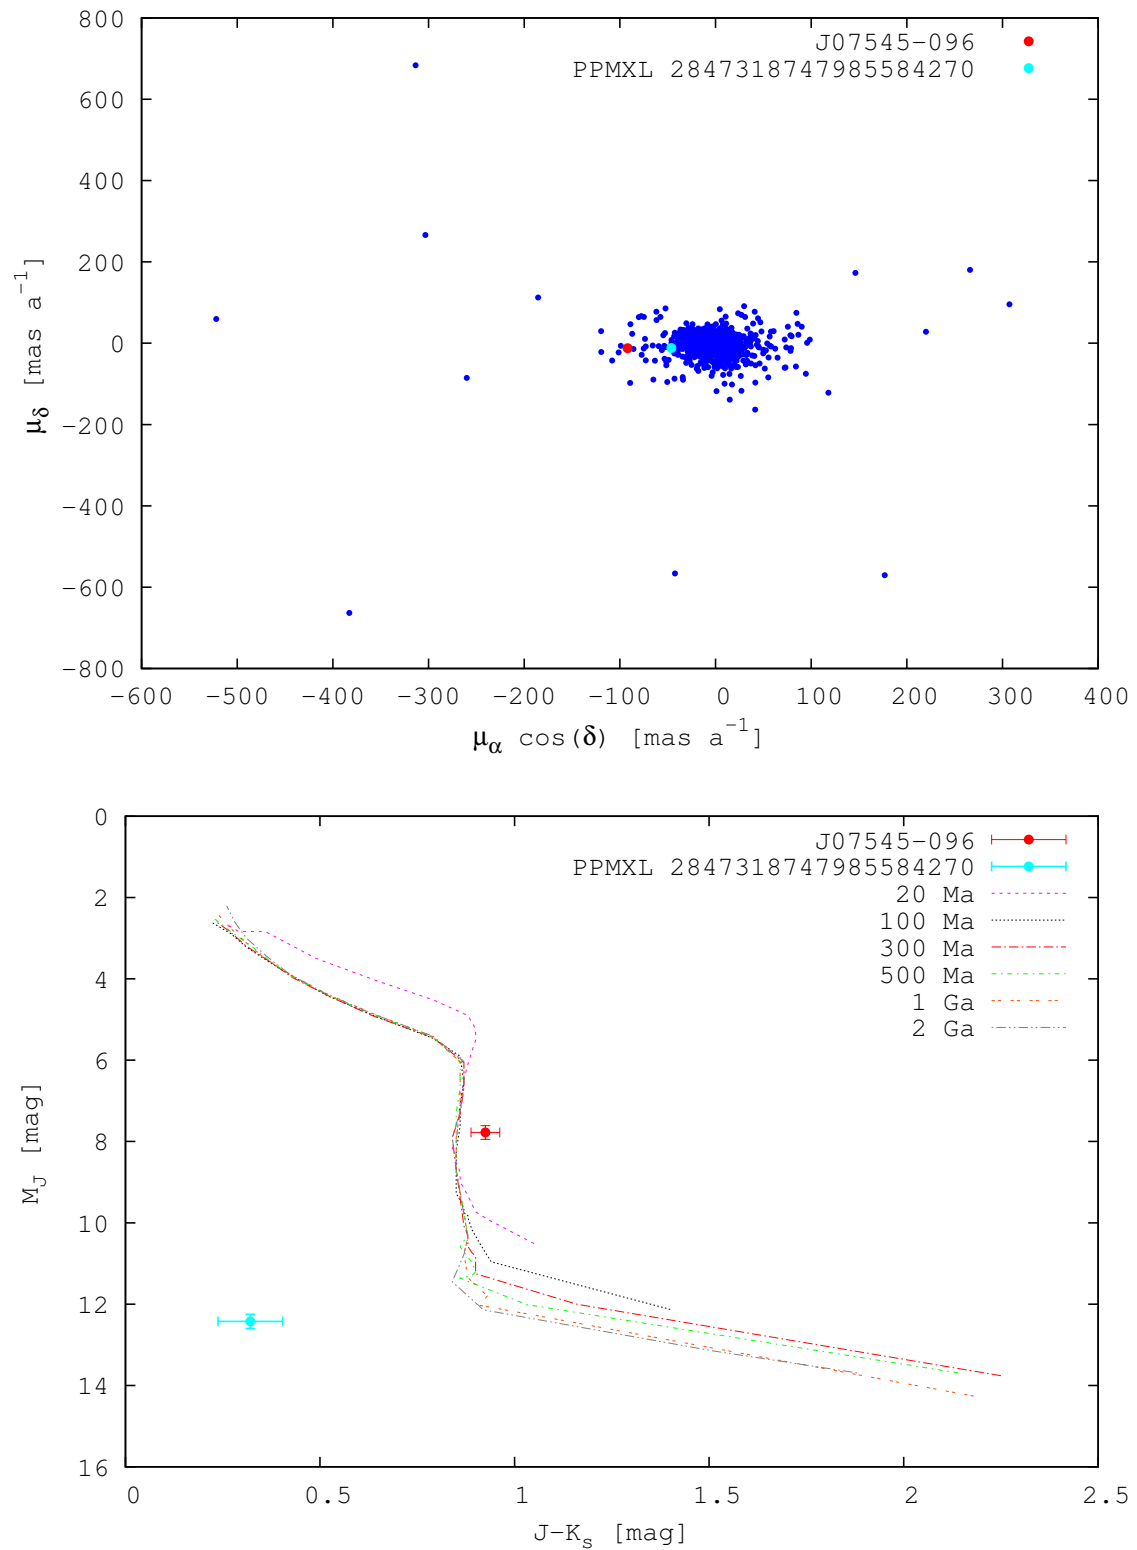 800
600
400
200
0
−200
−400
−600
−800
μδ [mas a−1]
J07545−096
PPMXL 2847318747985584270
−600 −500 −400 −300 −200 −100 0 100 200 300 400
μα cos(δ) [mas a−1]
0
2
4
6
8
10
12
14
16
MJ [mag]
J07545−096
PPMXL 2847318747985584270
20 Ma
100 Ma
300 Ma
500 Ma
1 Ga
2 Ga
0 0.5 1 1.5 2 2.5
J−Ks [mag]